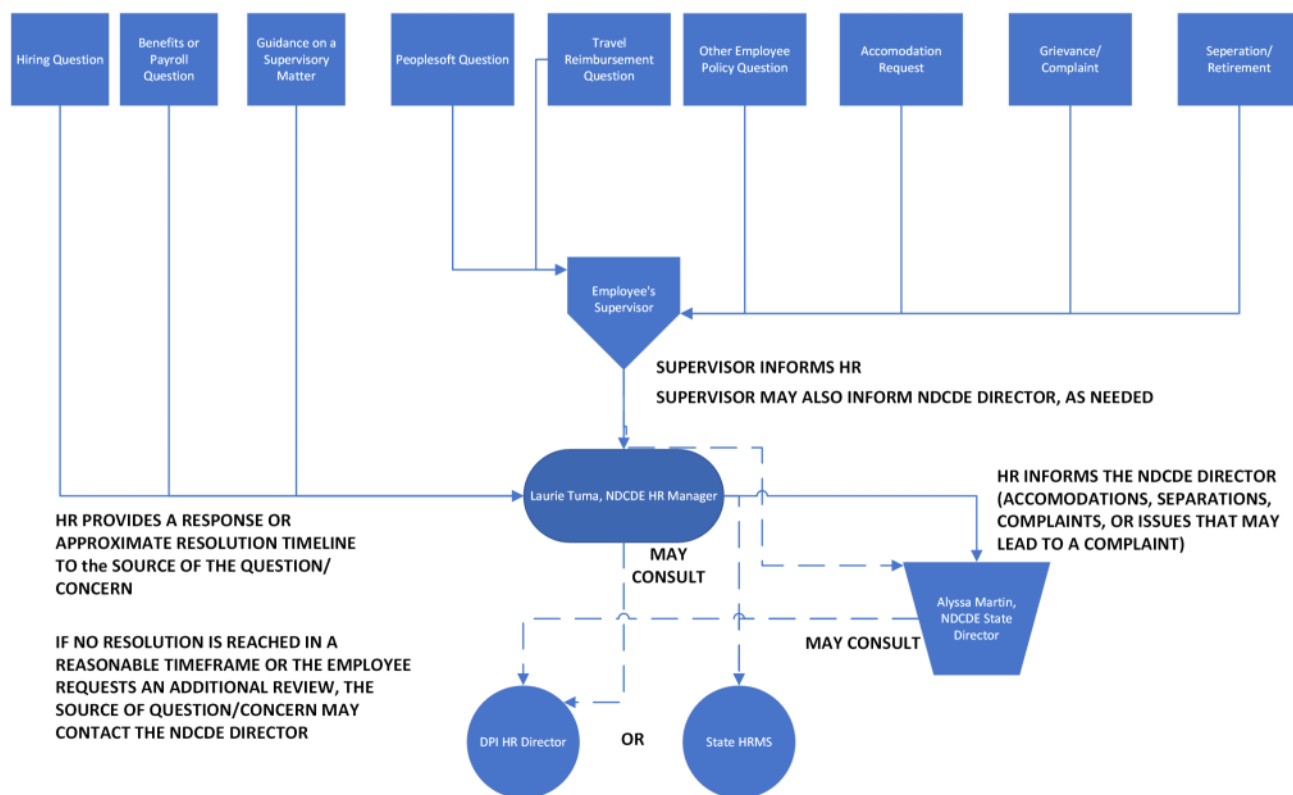 Hiring Question
Benefits or
Payroll
Question
Guidance on a
Supervisory
Matter
Peoplesoft Question
Travel
Reimbursement
Question
Other Employee
Policy Question
Accomodation
Request
Grievance/
Complaint
Seperation/
Retirement
Employee's
Supervisor
SUPERVISOR INFORMS HR
SUPERVISOR MAY ALSO INFORM NDCDE DIRECTOR, AS NEEDED
Laurie Tuma, NDCDE HR Manager
HR INFORMS THE NDCDE DIRECTOR
(ACCOMODATIONS, SEPARATIONS,
COMPLAINTS, OR ISSUES THAT MAY
LEAD TO A COMPLAINT)
HR PROVIDES A RESPONSE OR
APPROXIMATE RESOLUTION TIMELINE
TO the SOURCE OF THE QUESTION/
CONCERN
MAY
CONSULT
Alyssa Martin,
NDCDE State
Director
MAY CONSULT
IF NO RESOLUTION IS REACHED IN A
REASONABLE TIMEFRAME OR THE EMPLOYEE
REQUESTS AN ADDITIONAL REVIEW, THE
SOURCE OF QUESTION/CONCERN MAY
CONTACT THE NDCDE DIRECTOR
DPI HR Director
OR
State HRMS